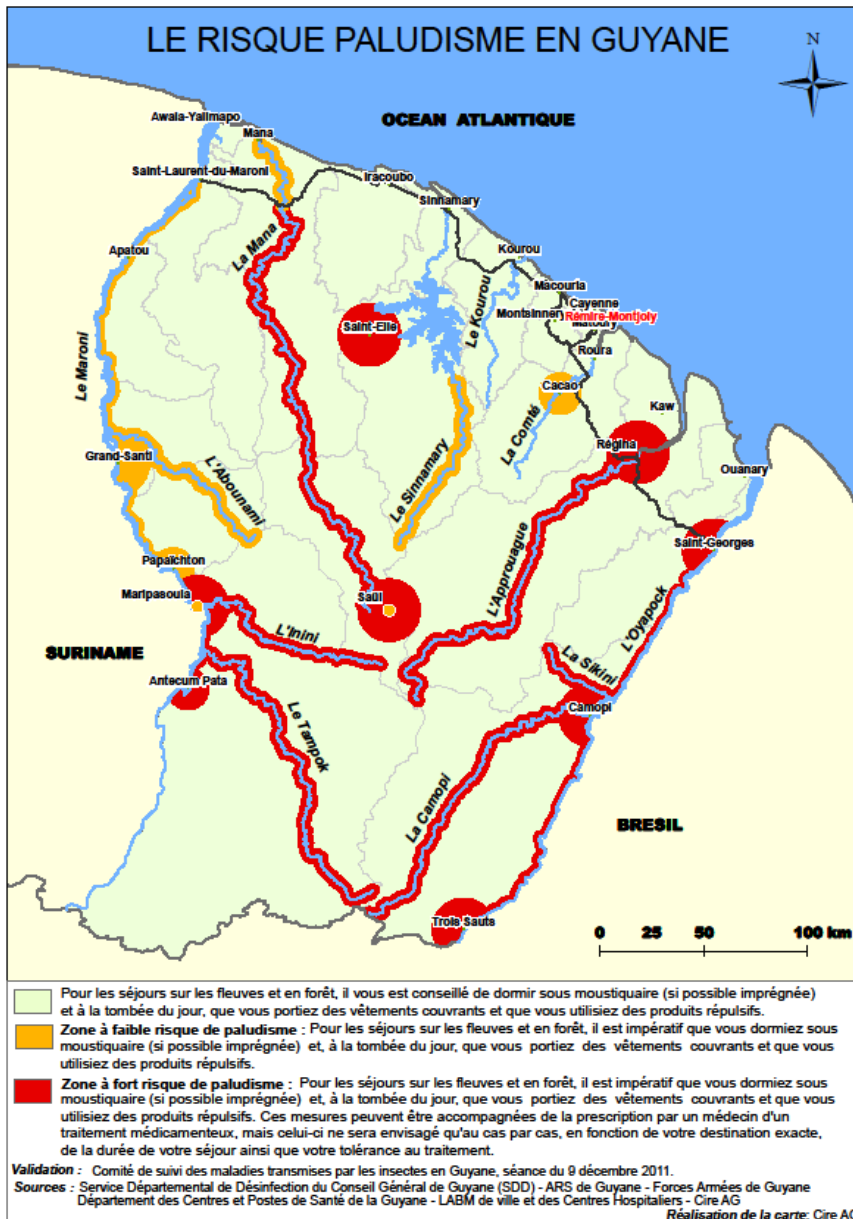 LE RISQUE PALUDISME EN GUYANE
N
OCEAN ATLANTIQUE
Awala-Yalimapo
Mana
Saint-Laurent-du-Maroni
Iracoubo
Sinnamary
La Mana
Kourou
Apatou
Macouria
Cayenne
Rémire-Montjoly
Matoury
Saint-Elie
Le Kourou
Roura
Le Maroni
Cacao
Kaw
La Comté
Régina
Grand-Santi
L'Abounami
Le Sinnamary
Ouanary
Saint-Georges
Papaïchton
Maripasoula
Saül
L'Approuague
L'Oyapock
L'Inini
SURINAME
La Sikini
Antecum Pata
Camopi
Le Tampok
La Camopi
BRESIL
Trois Sauts
0 25 50 100 km
Pour les séjours sur les fleuves et en forêt, il vous est conseillé de dormir sous moustiquaire (si possible imprégnée)
et à la tombée du jour, que vous portiez des vêtements couvrants et que vous utilisiez des produits répulsifs.
Zone à faible risque de paludisme : Pour les séjours sur les fleuves et en forêt, il est impératif que vous dormiez sous
moustiquaire (si possible imprégnée) et, à la tombée du jour, que vous portiez des vêtements couvrants et que vous
utilisiez des produits répulsifs.
Zone à fort risque de paludisme : Pour les séjours sur les fleuves et en forêt, il est impératif que vous dormiez sous
moustiquaire (si possible imprégnée) et, à la tombée du jour, que vous portiez des vêtements couvrants et que vous
utilisiez des produits répulsifs. Ces mesures peuvent être accompagnées de la prescription par un médecin d'un
traitement médicamenteux, mais celui-ci ne sera envisagé qu'au cas par cas, en fonction de votre destination exacte,
de la durée de votre séjour ainsi que votre tolérance au traitement.
Validation : Comité de suivi des maladies transmises par les insectes en Guyane, séance du 9 décembre 2011.
Sources : Service Départemental de Désinfection du Conseil Général de Guyane (SDD) - ARS de Guyane - Forces Armées de Guyane
Département des Centres et Postes de Santé de la Guyane - LABM de ville et des Centres Hospitaliers - Cire AG
Réalisation de la carte: Cire AG